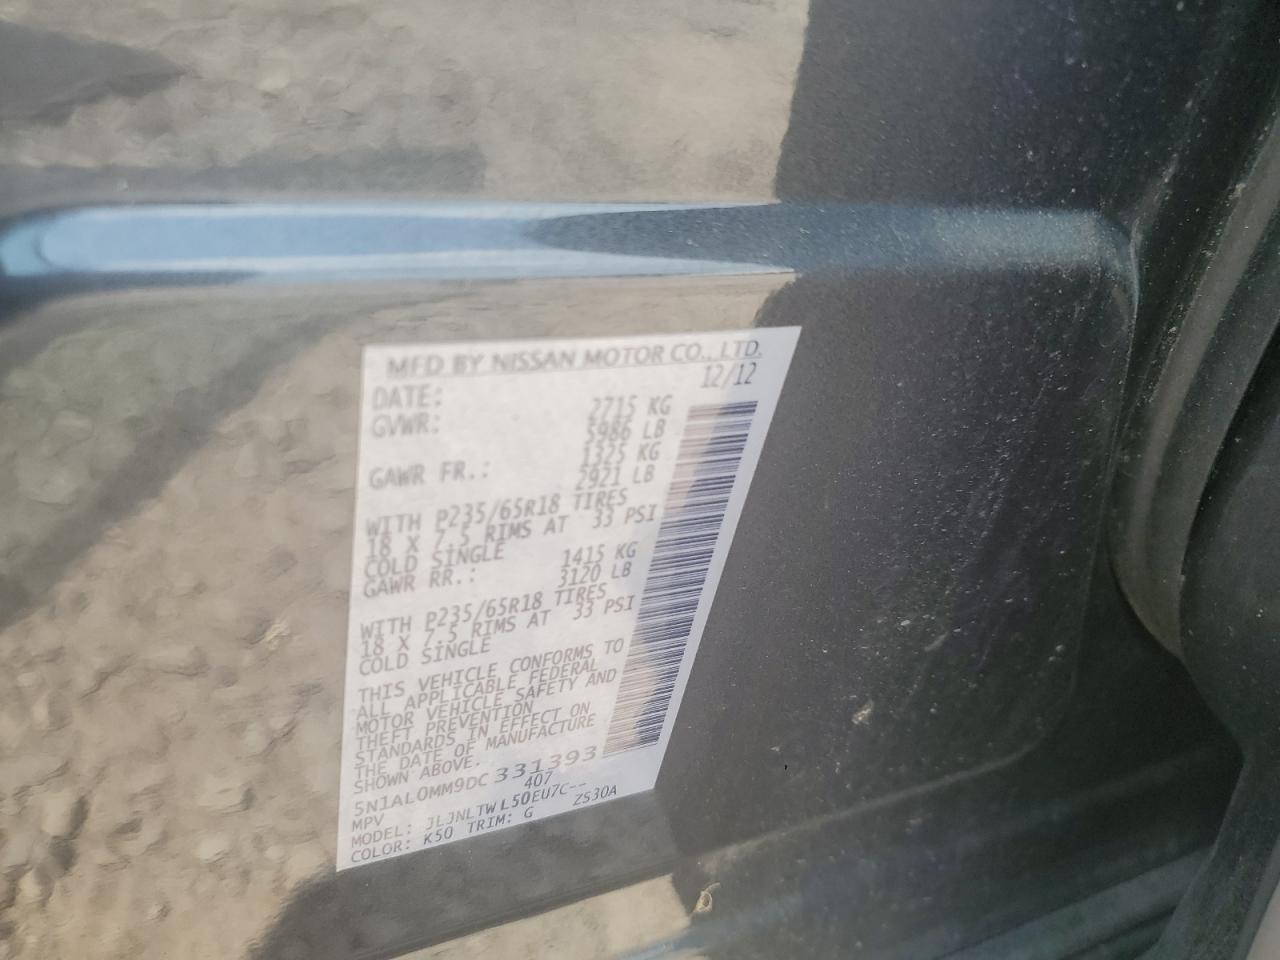 MFD BY NISSAN MOTOR CO., LTD.
DATE: 12/12
GVWR: 2715 KG
5986 LB
GAWR FR.: 1325 KG
2921 LB
WITH P235/65R18 TIRES
18 X 7.5 RIMS AT 33 PSI
COLD SINGLE
GAWR RR.: 1415 KG
3120 LB
WITH P235/65R18 TIRES
18 X 7.5 RIMS AT 33 PSI
COLD SINGLE
THIS VEHICLE CONFORMS TO
ALL APPLICABLE FEDERAL
MOTOR VEHICLE SAFETY AND
THEFT PREVENTION
STANDARDS IN EFFECT ON
THE DATE OF MANUFACTURE
SHOWN ABOVE.
5N1AL0MM9DC331393
MPV 407
MODEL: JLJNLTWL50EU7C--
COLOR: K50 TRIM: G ZS30A